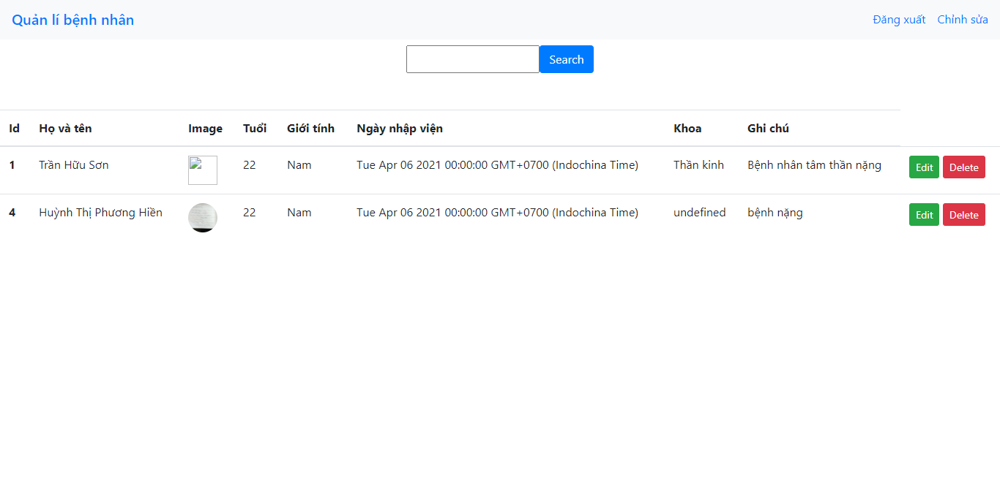 Quản lí bệnh nhân Đăng xuất Chỉnh sửa
Search
Id Họ và tên Image Tuổi Giới tính Ngày nhập viện Khoa Ghi chú
1 Trần Hữu Sơn 22 Nam Tue Apr 06 2021 00:00:00 GMT+0700 (Indochina Time) Thần kinh Bệnh nhân tâm thần nặng Edit Delete
4 Huỳnh Thị Phương Hiền 22 Nam Tue Apr 06 2021 00:00:00 GMT+0700 (Indochina Time) undefined bệnh nặng Edit Delete